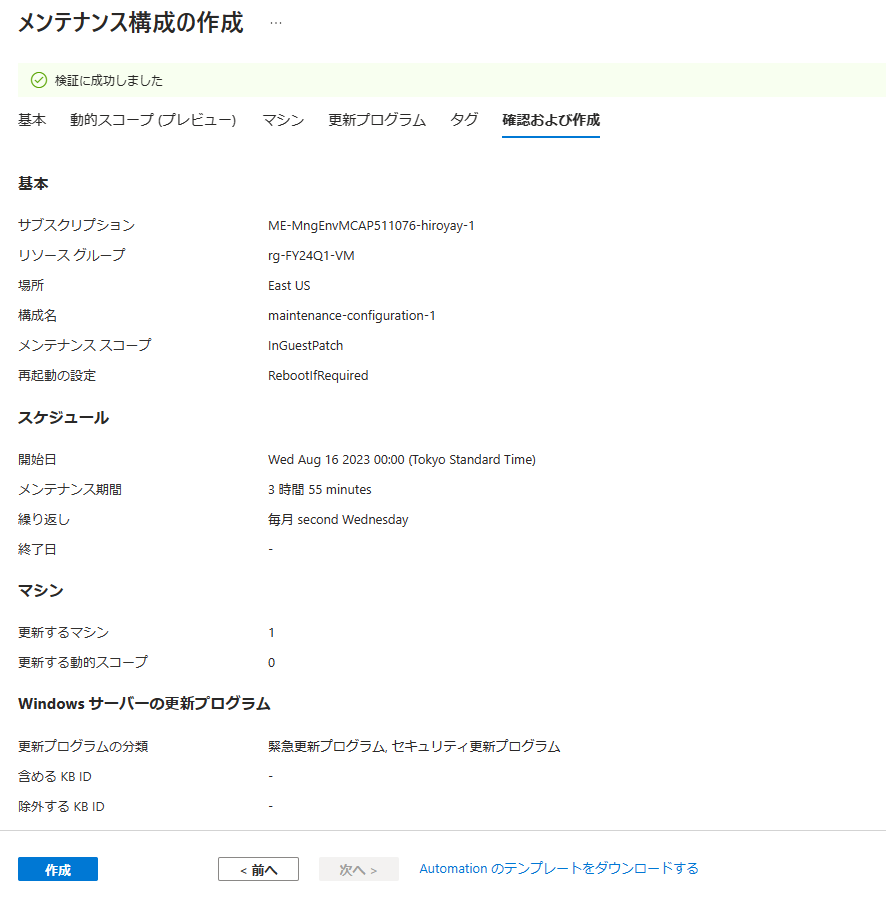 メンテナンス構成の作成 ...
検証に成功しました
基本 動的スコープ (プレビュー) マシン 更新プログラム タグ 確認および作成
基本
サブスクリプション ME-MngEnvMCAP511076-hiroyay-1
リソース グループ rg-FY24Q1-VM
場所 East US
構成名 maintenance-configuration-1
メンテナンス スコープ InGuestPatch
再起動の設定 RebootIfRequired
スケジュール
開始日 Wed Aug 16 2023 00:00 (Tokyo Standard Time)
メンテナンス期間 3 時間 55 minutes
繰り返し 毎月 second Wednesday
終了日 -
マシン
更新するマシン 1
更新する動的スコープ 0
Windows サーバーの更新プログラム
更新プログラムの分類 緊急更新プログラム, セキュリティ更新プログラム
含める KB ID -
除外する KB ID -
作成 < 前へ 次へ > Automation のテンプレートをダウンロードする